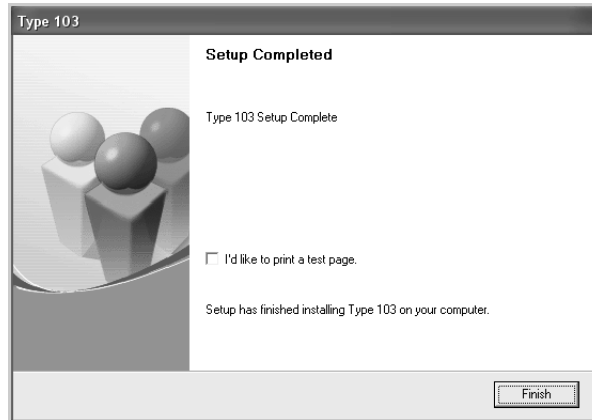 Type 103
Setup Completed
Type 103 Setup Complete
I'd like to print a test page.
Setup has finished installing Type 103 on your computer.
Finish